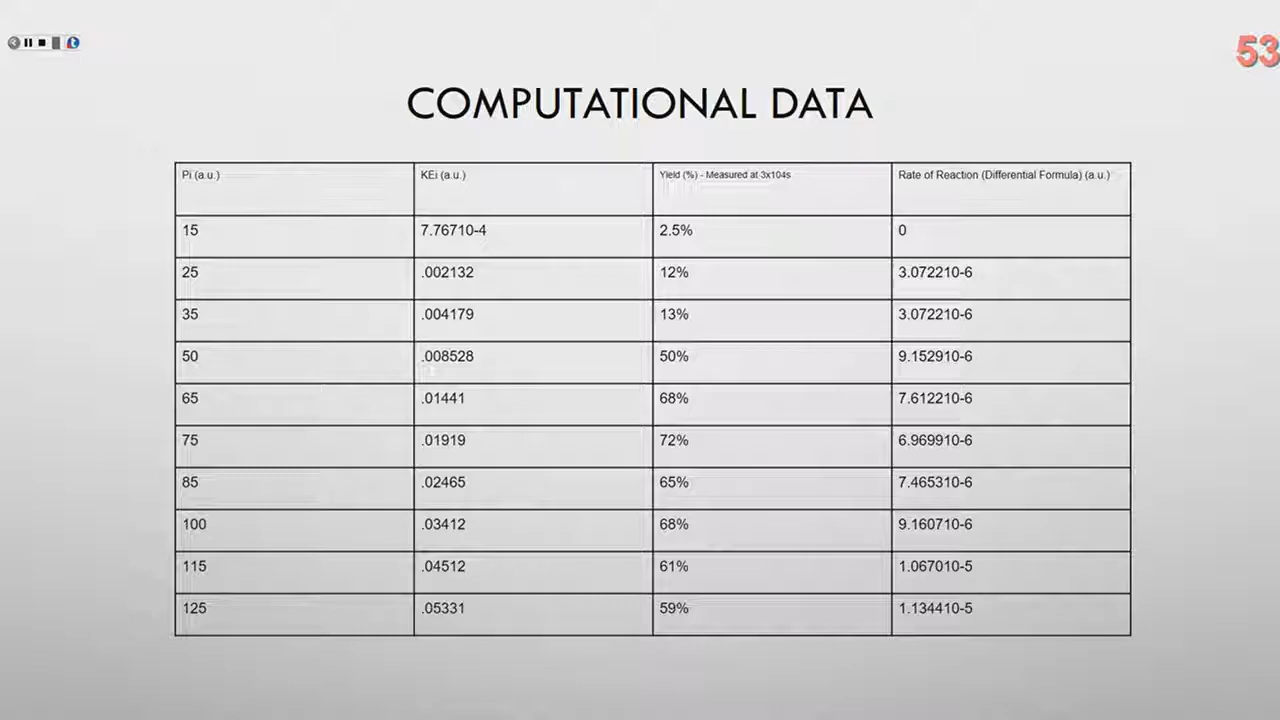 53
COMPUTATIONAL DATA
Pi (a.u.) KEi (a.u.) Yield (%) - Measured at 3x104s Rate of Reaction (Differential Formula) (a.u.)
15 7.76710-4 2.5% 0
25 .002132 12% 3.072210-6
35 .004179 13% 3.072210-6
50 .008528 50% 9.152910-6
65 .01441 68% 7.612210-6
75 .01919 72% 6.969910-6
85 .02465 65% 7.465310-6
100 .03412 68% 9.160710-6
115 .04512 61% 1.067010-5
125 .05331 59% 1.134410-5